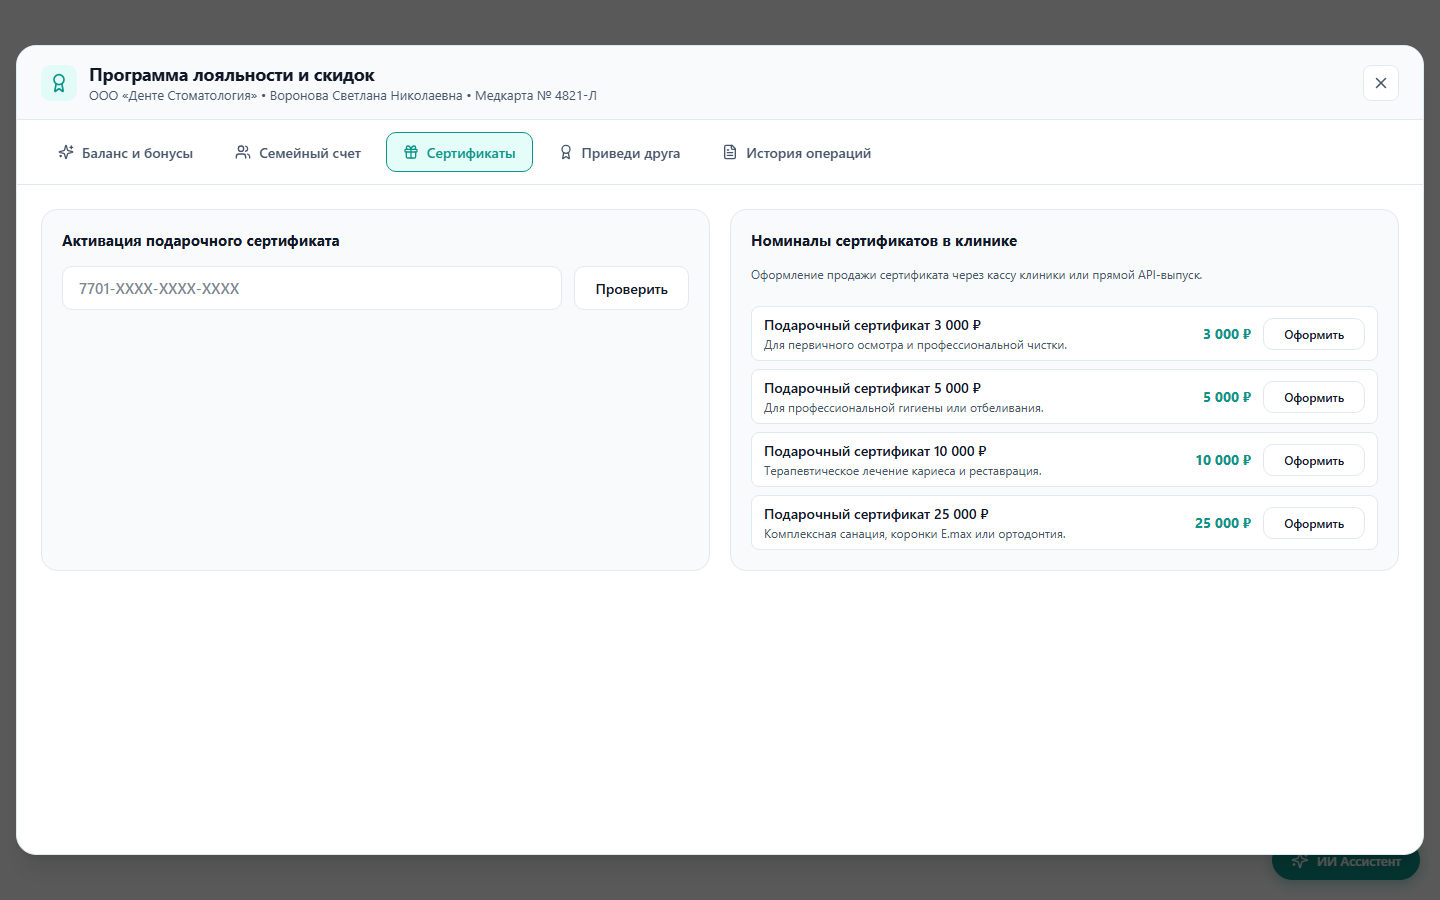 Программа лояльности и скидок
ООО «Денте Стоматология» • Воронова Светлана Николаевна • Медкарта № 4821-Л
Баланс и бонусы
Семейный счет
Сертификаты
Приведи друга
История операций
Активация подарочного сертификата
7701-XXXX-XXXX-XXXX
Проверить
Номиналы сертификатов в клинике
Оформление продажи сертификата через кассу клиники или прямой API-выпуск.
Подарочный сертификат 3 000 ₽
Для первичного осмотра и профессиональной чистки.
3 000 ₽
Оформить
Подарочный сертификат 5 000 ₽
Для профессиональной гигиены или отбеливания.
5 000 ₽
Оформить
Подарочный сертификат 10 000 ₽
Терапевтическое лечение кариеса и реставрация.
10 000 ₽
Оформить
Подарочный сертификат 25 000 ₽
Комплексная санация, коронки E.max или ортодонтия.
25 000 ₽
Оформить
ИИ Ассистент